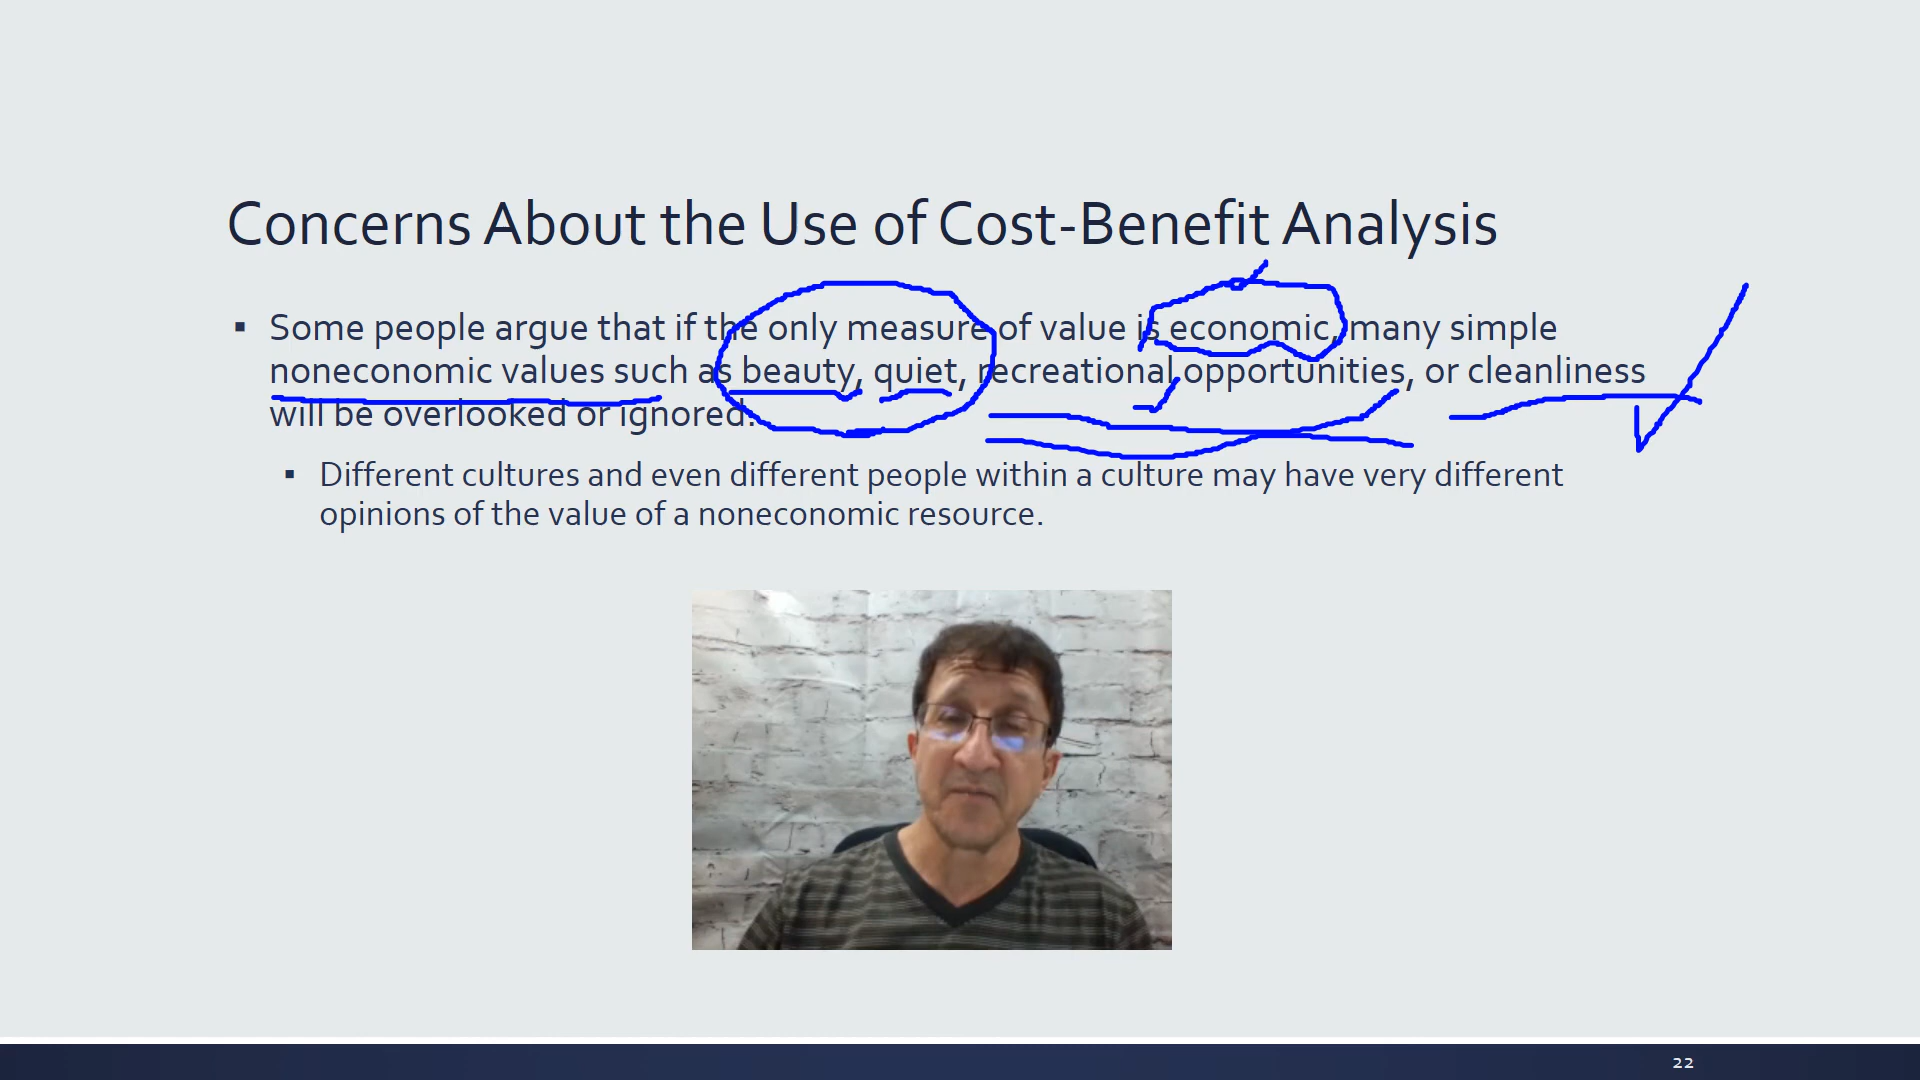 Concerns About the Use of Cost-Benefit Analysis
▪ Some people argue that if the only measure of value is economic, many simple
noneconomic values such as beauty, quiet, recreational opportunities, or cleanliness
will be overlooked or ignored.
▪ Different cultures and even different people within a culture may have very different
opinions of the value of a noneconomic resource.
22